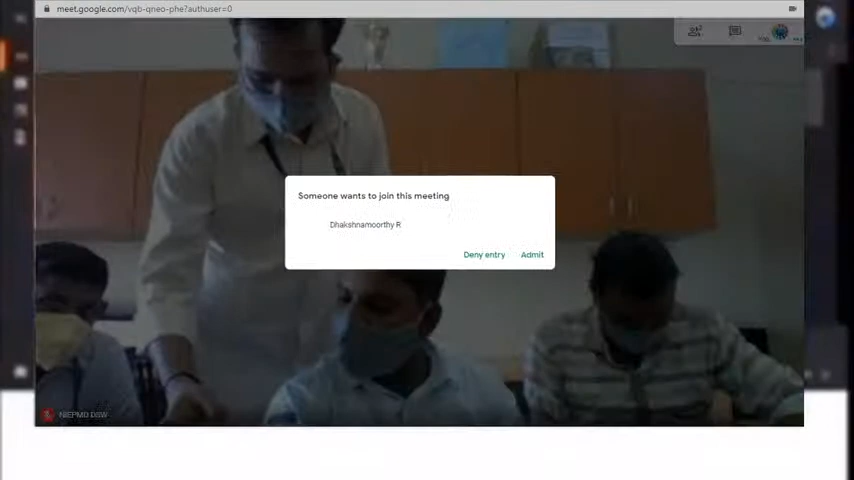 meet.google.com/vqb-qneo-phe?authuser=0
You
Someone wants to join this meeting
Dhakshnamoorthy R
Deny entry Admit
NIEPMD DSW